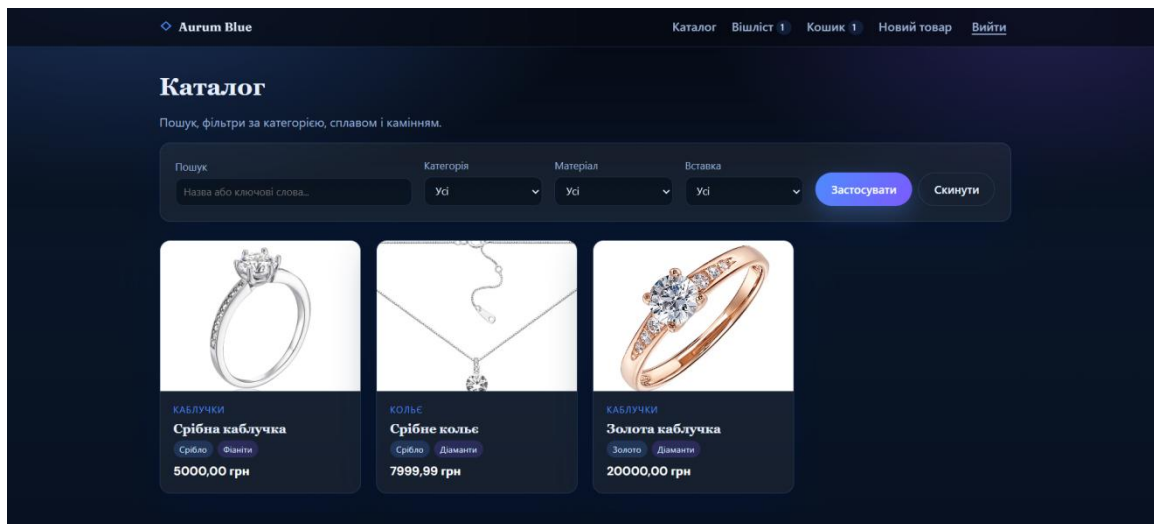 Aurum Blue
Каталог Вішліст 1 Кошик 1 Новий товар Вийти
Каталог
Пошук, фільтри за категорією, сплавом і камінням.
Пошук Категорія Матеріал Вставка
Назва або ключові слова… Усі Усі Усі Застосувати Скинути
КАБЛУЧКИ
Срібна каблучка
Срібло Фіаніти
5000,00 грн
КОЛЬЄ
Срібне кольє
Срібло Діаманти
7999,99 грн
КАБЛУЧКИ
Золота каблучка
Золото Діаманти
20000,00 грн